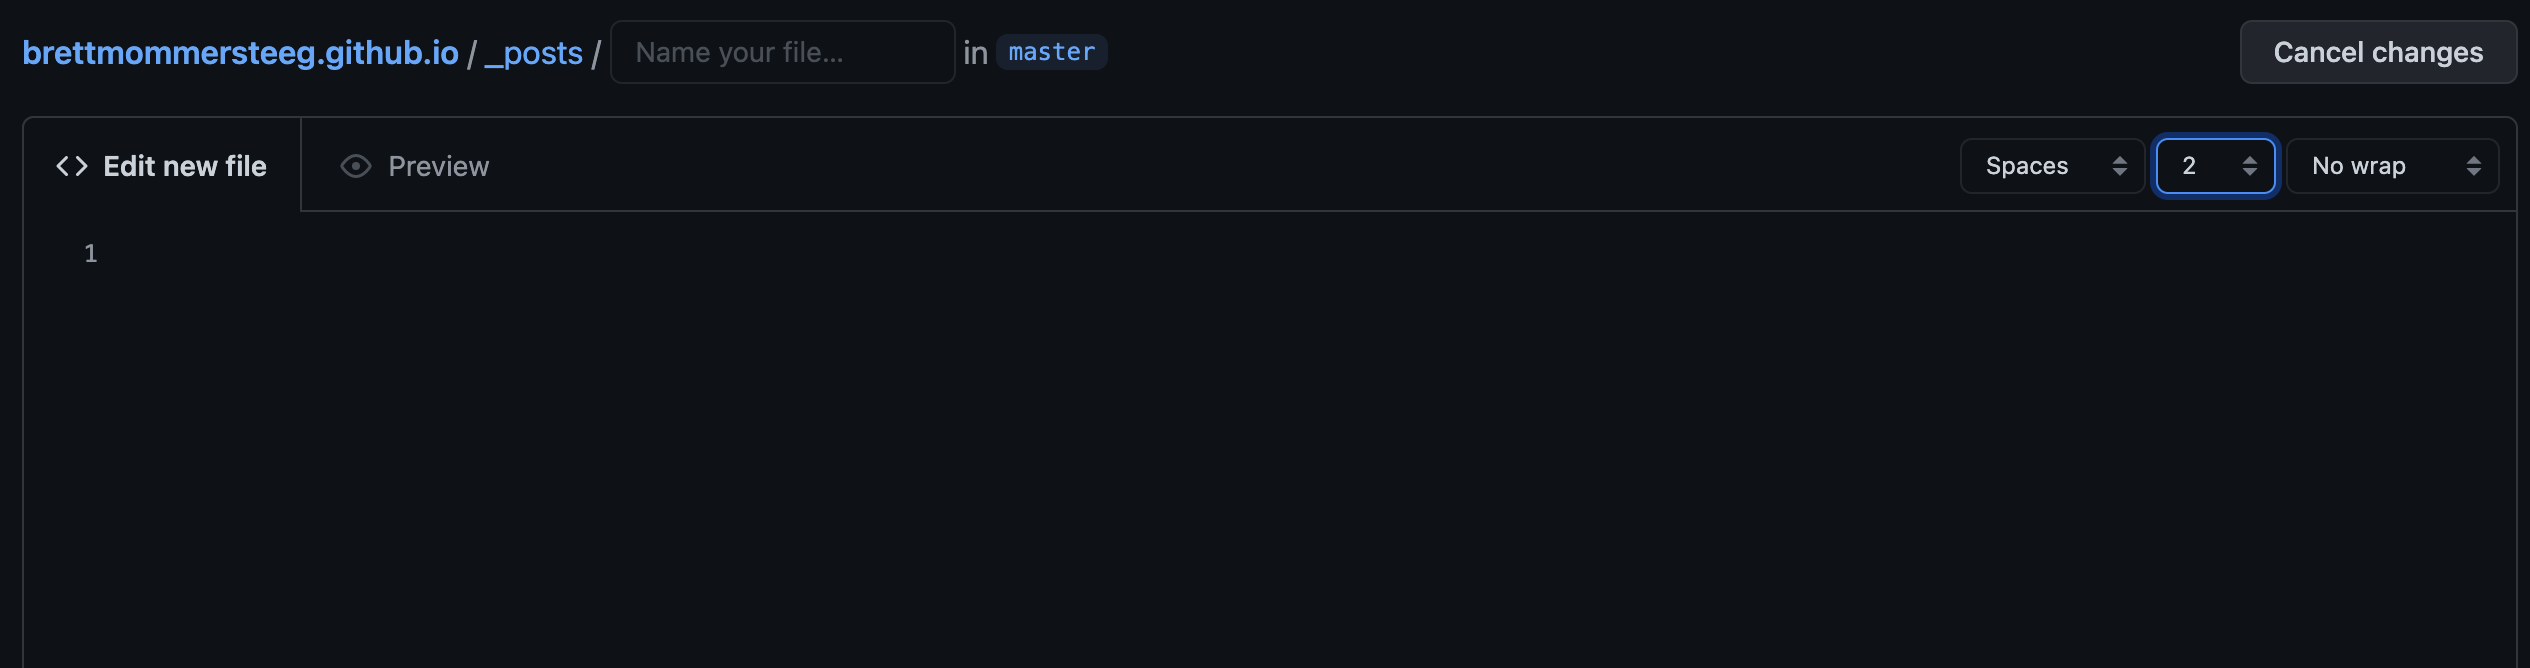 brettmommersteeg.github.io / _posts / Name your file... in master Cancel changes
<> Edit new file Preview Spaces 2 No wrap
1